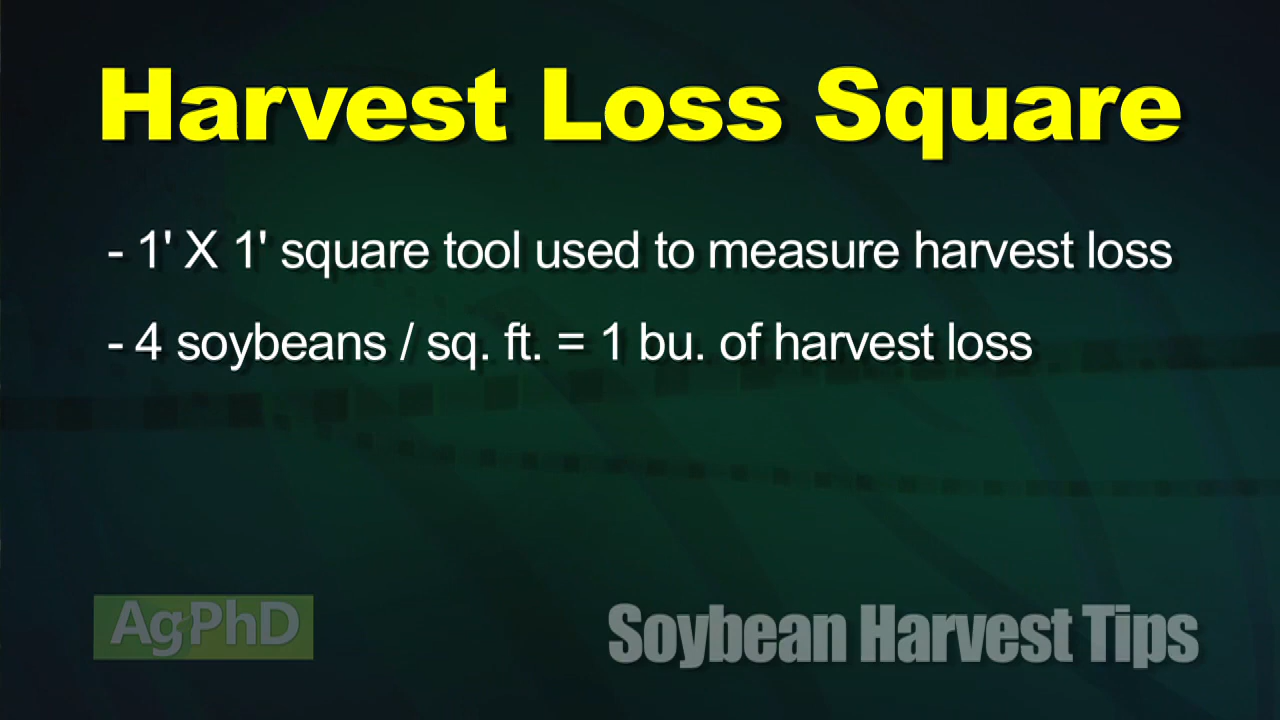 Harvest Loss Square
- 1' X 1' square tool used to measure harvest loss
- 4 soybeans / sq. ft. = 1 bu. of harvest loss
AgPhD
Soybean Harvest Tips